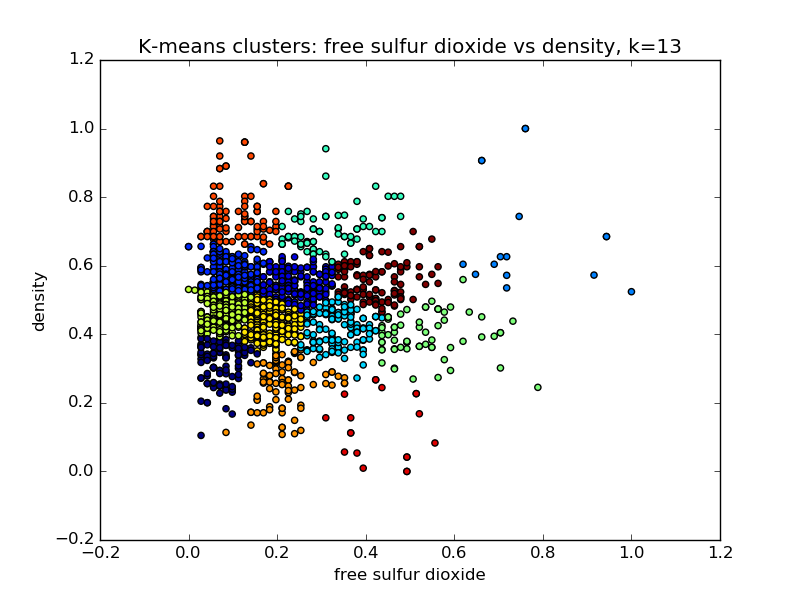 K-means clusters: free sulfur dioxide vs density, k=13
1.2
1.0
0.8
0.6
0.4
0.2
0.0
−0.2
density
−0.2 0.0 0.2 0.4 0.6 0.8 1.0 1.2
free sulfur dioxide